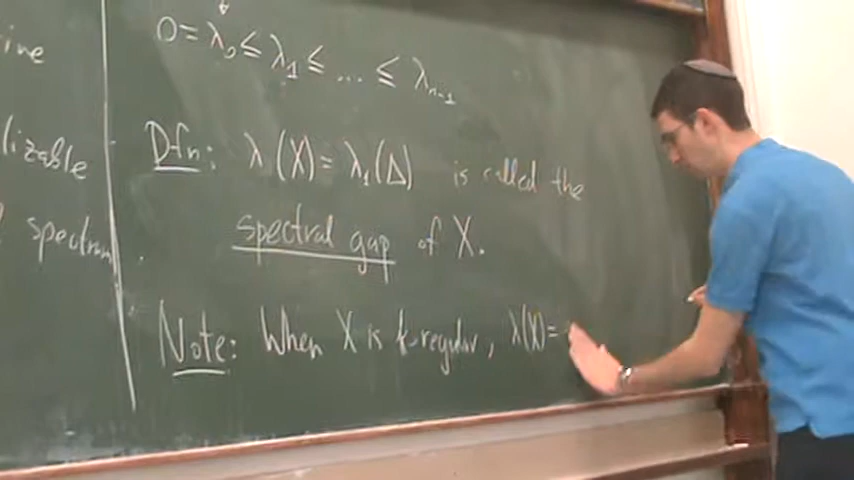 ine
lizable
spectrum
0 = λ₀ ≤ λ₁ ≤ ... ≤ λₙ₋₁
Dfn: λ(X) = λ₁(Δ) is called the
spectral gap of X.
Note: When X is k-regular, λ(X) =